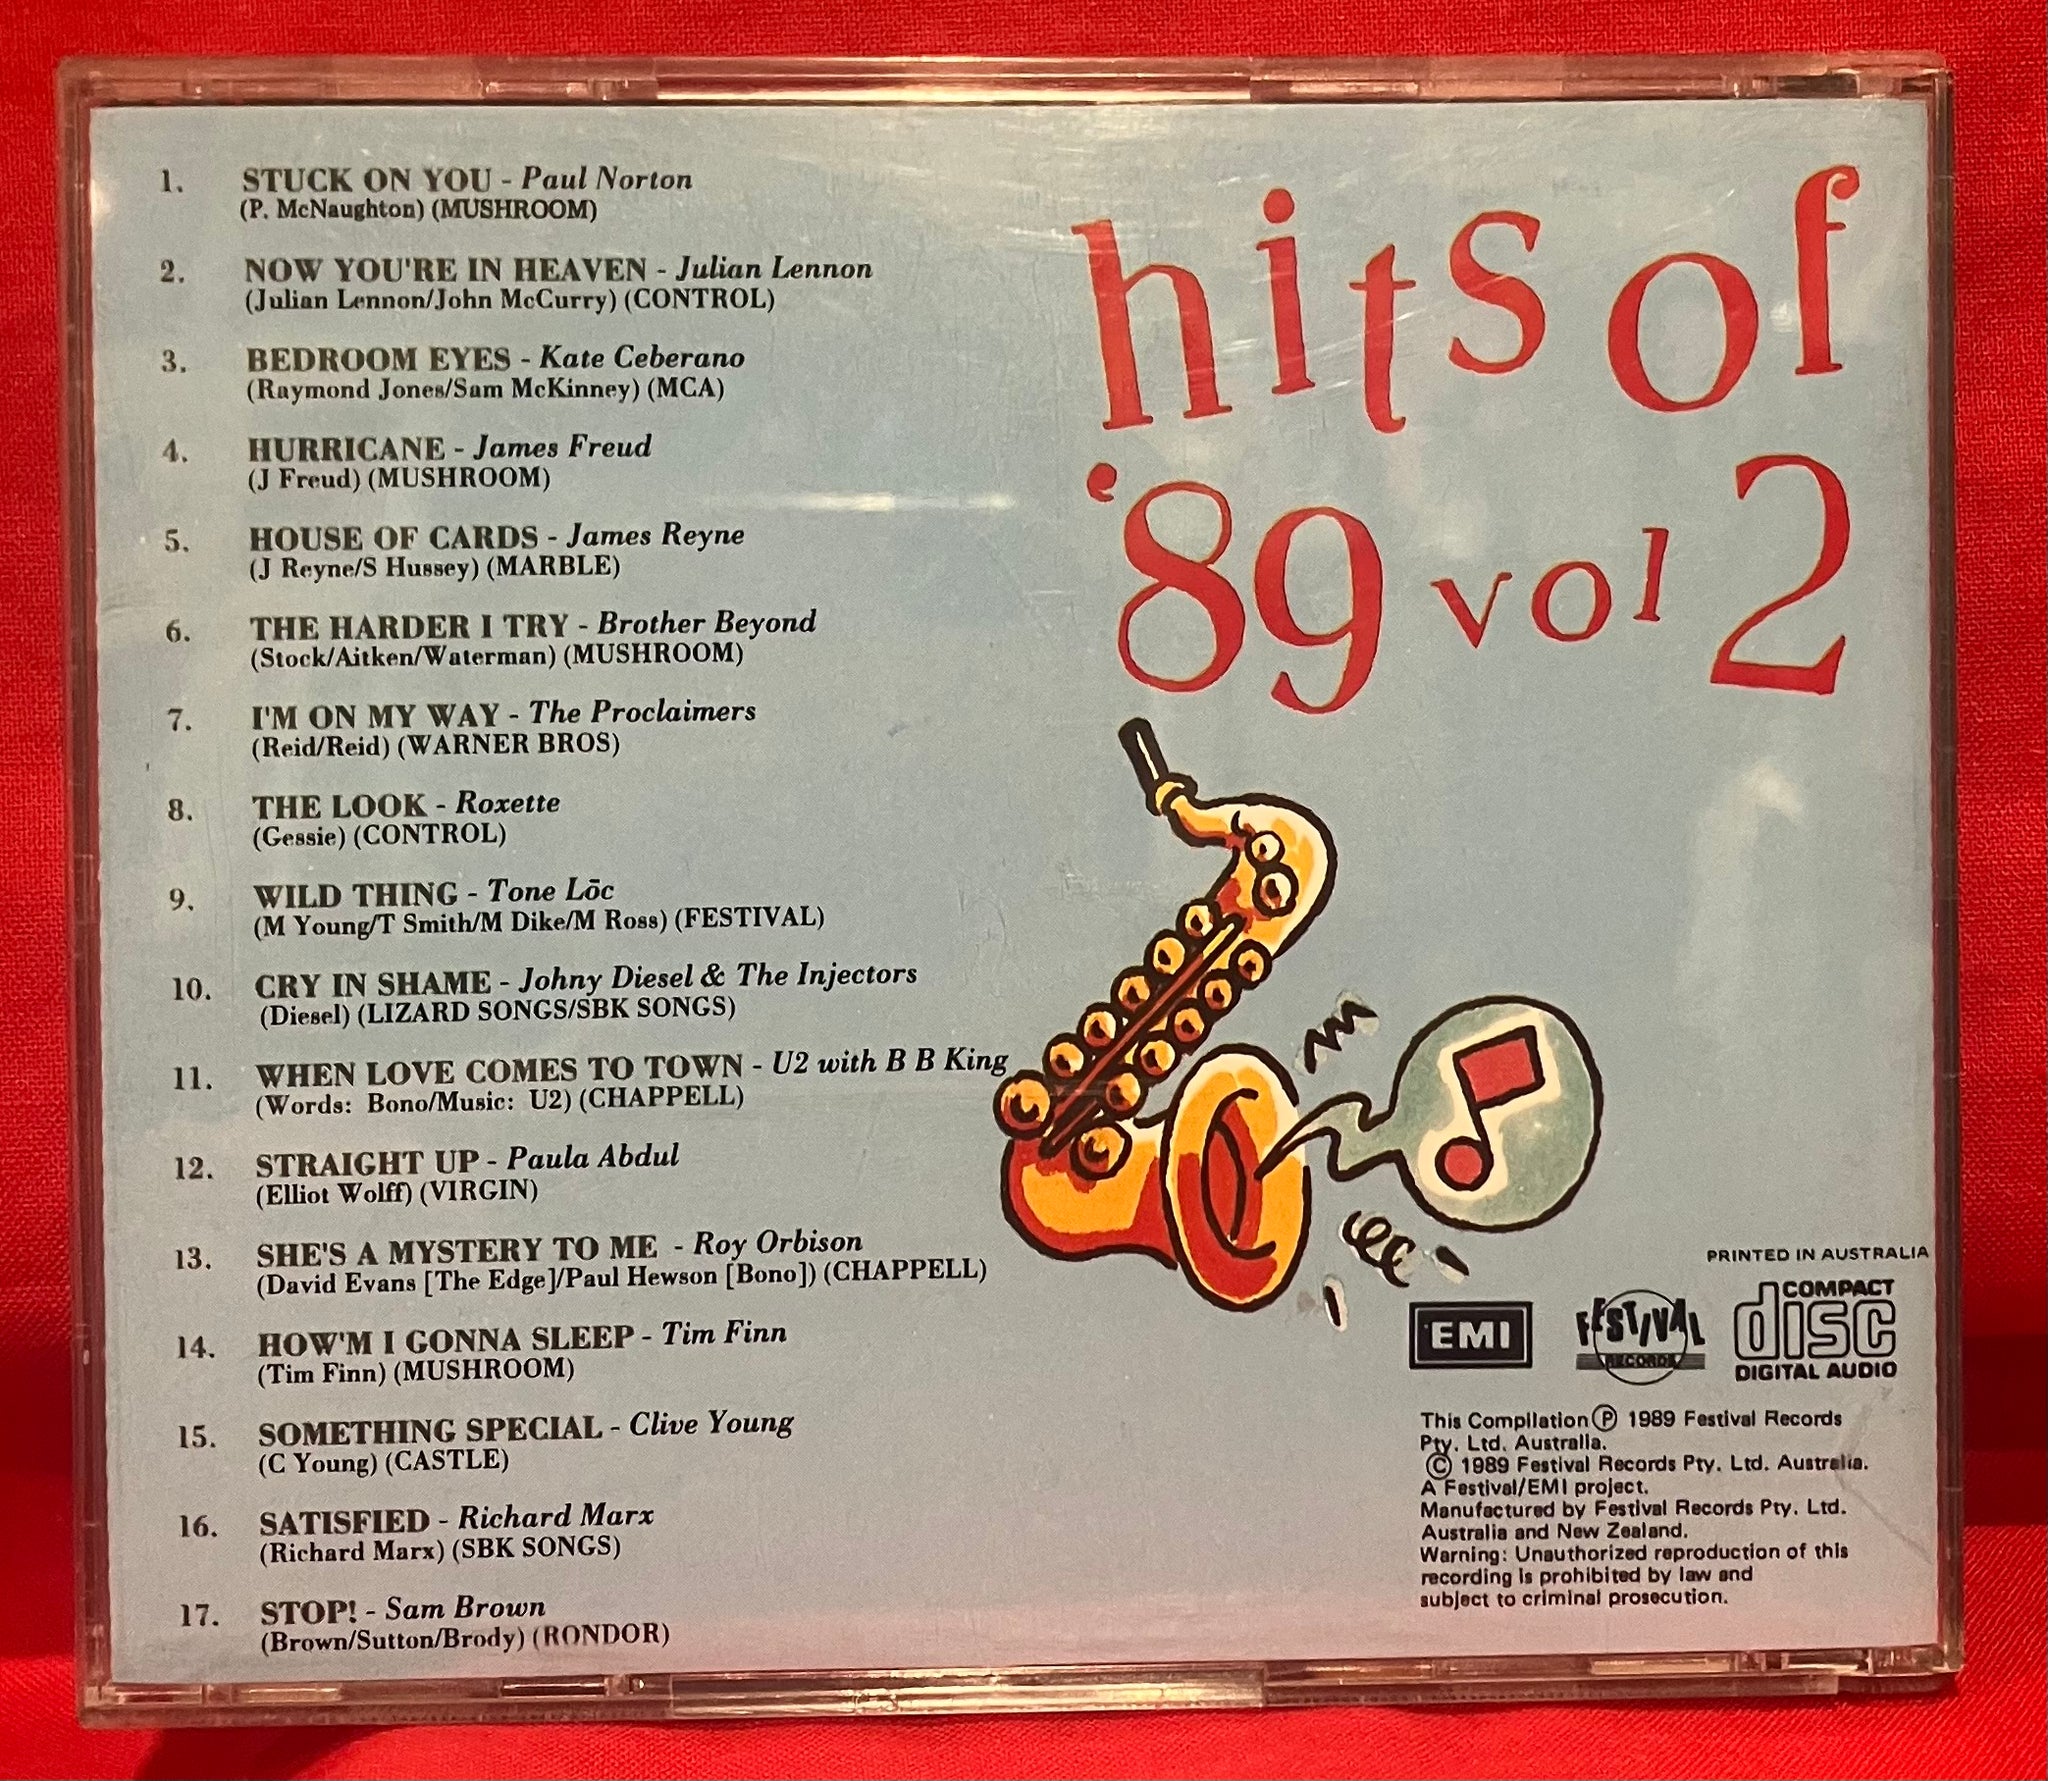 1. STUCK ON YOU - Paul Norton
(P. McNaughton) (MUSHROOM)
2. NOW YOU'RE IN HEAVEN - Julian Lennon
(Julian Lennon/John McCurry) (CONTROL)
3. BEDROOM EYES - Kate Ceberano
(Raymond Jones/Sam McKinney) (MCA)
4. HURRICANE - James Freud
(J Freud) (MUSHROOM)
5. HOUSE OF CARDS - James Reyne
(J Reyne/S Hussey) (MARBLE)
6. THE HARDER I TRY - Brother Beyond
(Stock/Aitken/Waterman) (MUSHROOM)
7. I'M ON MY WAY - The Proclaimers
(Reid/Reid) (WARNER BROS)
8. THE LOOK - Roxette
(Gessie) (CONTROL)
9. WILD THING - Tone Lōc
(M Young/T Smith/M Dike/M Ross) (FESTIVAL)
10. CRY IN SHAME - Johny Diesel & The Injectors
(Diesel) (LIZARD SONGS/SBK SONGS)
11. WHEN LOVE COMES TO TOWN - U2 with B B King
(Words: Bono/Music: U2) (CHAPPELL)
12. STRAIGHT UP - Paula Abdul
(Elliot Wolff) (VIRGIN)
13. SHE'S A MYSTERY TO ME - Roy Orbison
(David Evans [The Edge]/Paul Hewson [Bono]) (CHAPPELL)
14. HOW'M I GONNA SLEEP - Tim Finn
(Tim Finn) (MUSHROOM)
15. SOMETHING SPECIAL - Clive Young
(C Young) (CASTLE)
16. SATISFIED - Richard Marx
(Richard Marx) (SBK SONGS)
17. STOP! - Sam Brown
(Brown/Sutton/Brody) (RONDOR)
hits of
'89 vol 2
PRINTED IN AUSTRALIA
EMI
FESTIVAL
RECORDS
COMPACT
disc
DIGITAL AUDIO
This Compilation ℗ 1989 Festival Records
Pty. Ltd. Australia.
© 1989 Festival Records Pty. Ltd. Australia.
A Festival/EMI project.
Manufactured by Festival Records Pty. Ltd.
Australia and New Zealand.
Warning: Unauthorized reproduction of this
recording is prohibited by law and
subject to criminal prosecution.